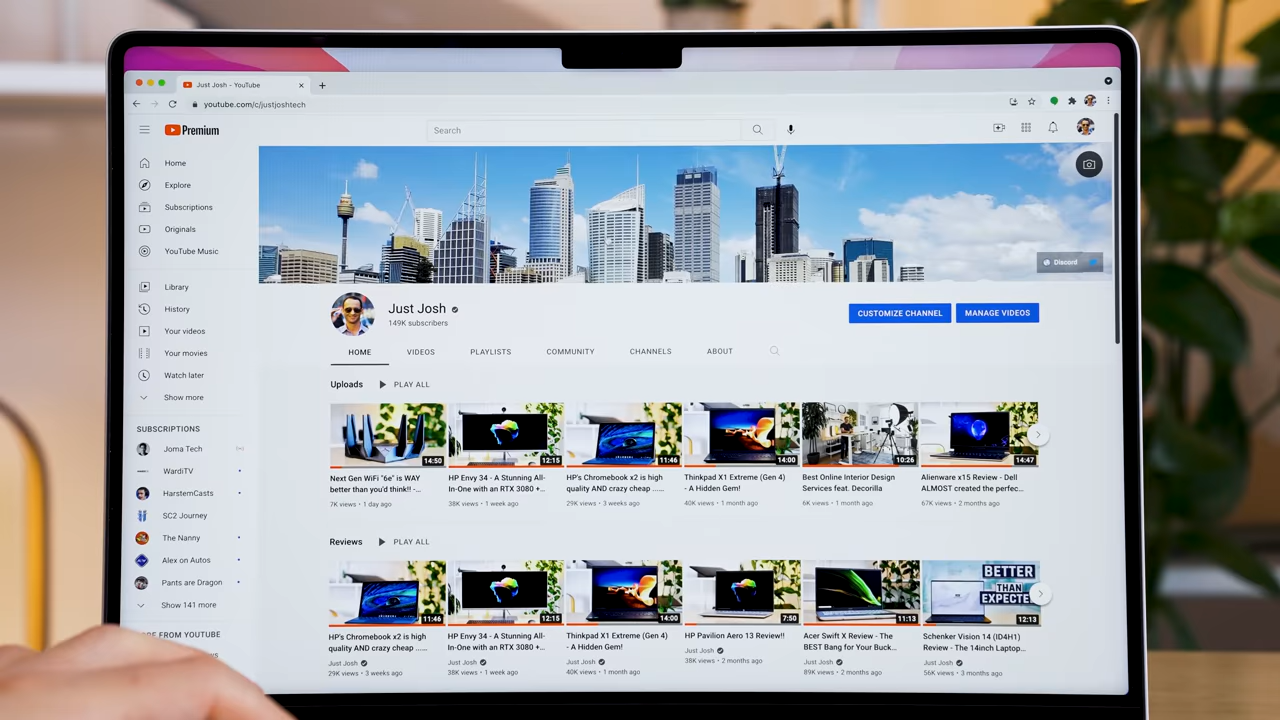 Just Josh - YouTube
youtube.com/c/justjoshtech
Premium
Search
Home
Explore
Subscriptions
Originals
YouTube Music
Library
History
Your videos
Your movies
Watch later
Show more
SUBSCRIPTIONS
Joma Tech
WardiTV
HarstemCasts
SC2 Journey
The Nanny
Alex on Autos
Pants are Dragon
Show 141 more
FROM YOUTUBE
Discord
Just Josh
149K subscribers
CUSTOMIZE CHANNEL
MANAGE VIDEOS
HOME VIDEOS PLAYLISTS COMMUNITY CHANNELS ABOUT
Uploads PLAY ALL
14:50
Next Gen WiFi "6e" is WAY
better than you'd think!! -...
7K views • 1 day ago
12:15
HP Envy 34 - A Stunning All-
In-One with an RTX 3080 +...
38K views • 1 week ago
11:46
HP's Chromebook x2 is high
quality AND crazy cheap ......
29K views • 3 weeks ago
14:00
Thinkpad X1 Extreme (Gen 4)
- A Hidden Gem!
40K views • 1 month ago
10:26
Best Online Interior Design
Services feat. Decorilla
6K views • 1 month ago
14:47
Alienware x15 Review - Dell
ALMOST created the perfec...
67K views • 2 months ago
Reviews PLAY ALL
11:46
HP's Chromebook x2 is high
quality AND crazy cheap ......
Just Josh
29K views • 3 weeks ago
12:15
HP Envy 34 - A Stunning All-
In-One with an RTX 3080 +...
Just Josh
38K views • 1 week ago
14:00
Thinkpad X1 Extreme (Gen 4)
- A Hidden Gem!
Just Josh
40K views • 1 month ago
7:50
HP Pavilion Aero 13 Review!!
Just Josh
38K views • 2 months ago
11:13
Acer Swift X Review - The
BEST Bang for Your Buck...
Just Josh
89K views • 2 months ago
BETTER
THAN
EXPECTE
12:13
Schenker Vision 14 (ID4H1)
Review - The 14inch Laptop...
Just Josh
56K views • 3 months ago